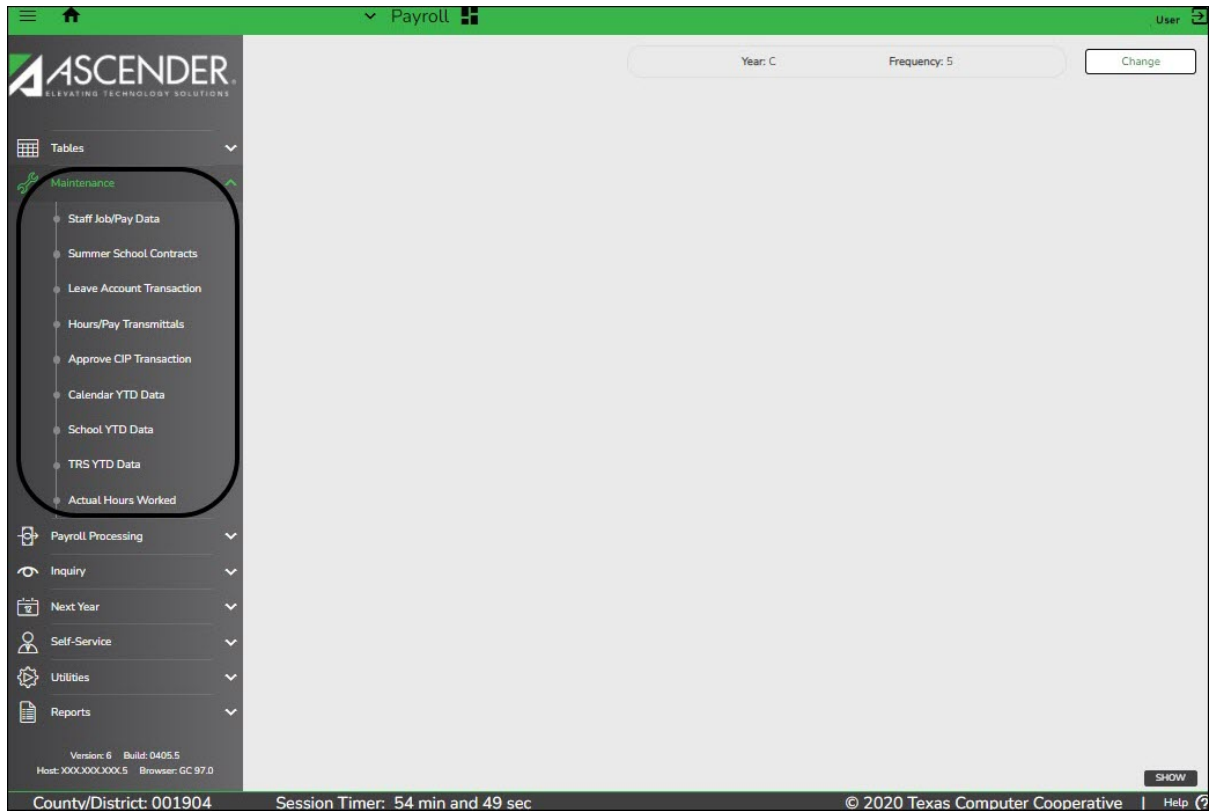 Payroll
User
ASCENDER.
ELEVATING TECHNOLOGY SOLUTIONS
Year: C
Frequency: 5
Change
Tables
Maintenance
Staff Job/Pay Data
Summer School Contracts
Leave Account Transaction
Hours/Pay Transmittals
Approve CIP Transaction
Calendar YTD Data
School YTD Data
TRS YTD Data
Actual Hours Worked
Payroll Processing
Inquiry
12 Next Year
Self-Service
Utilities
Reports
Version: 6 Build: 0405.5
Host: XXX.XXX.XXX.5 Browser: GC 97.0
SHOW
County/District: 001904 Session Timer: 54 min and 49 sec © 2020 Texas Computer Cooperative | Help ?